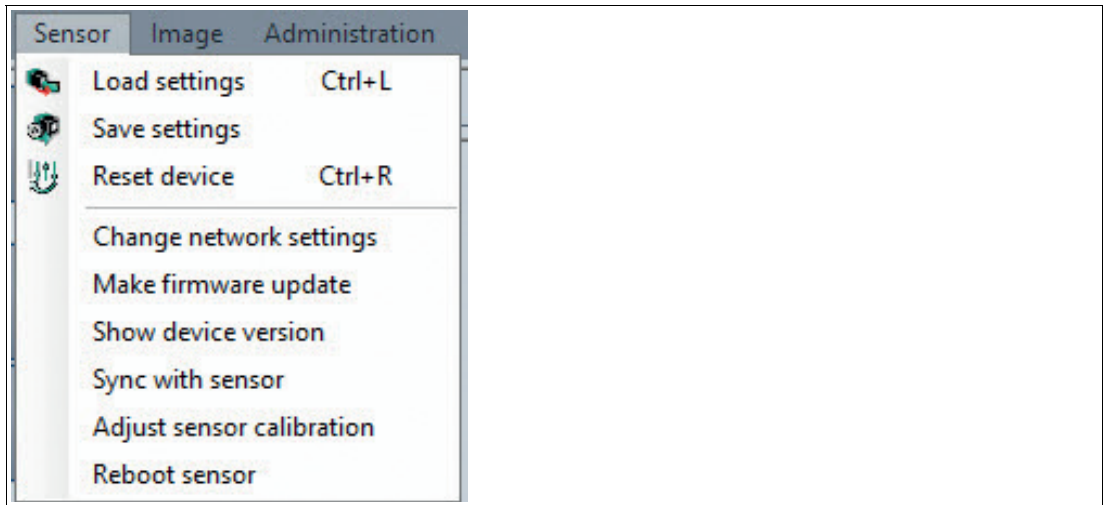 Sensor Image Administration
Load settings Ctrl+L
Save settings
Reset device Ctrl+R
Change network settings
Make firmware update
Show device version
Sync with sensor
Adjust sensor calibration
Reboot sensor